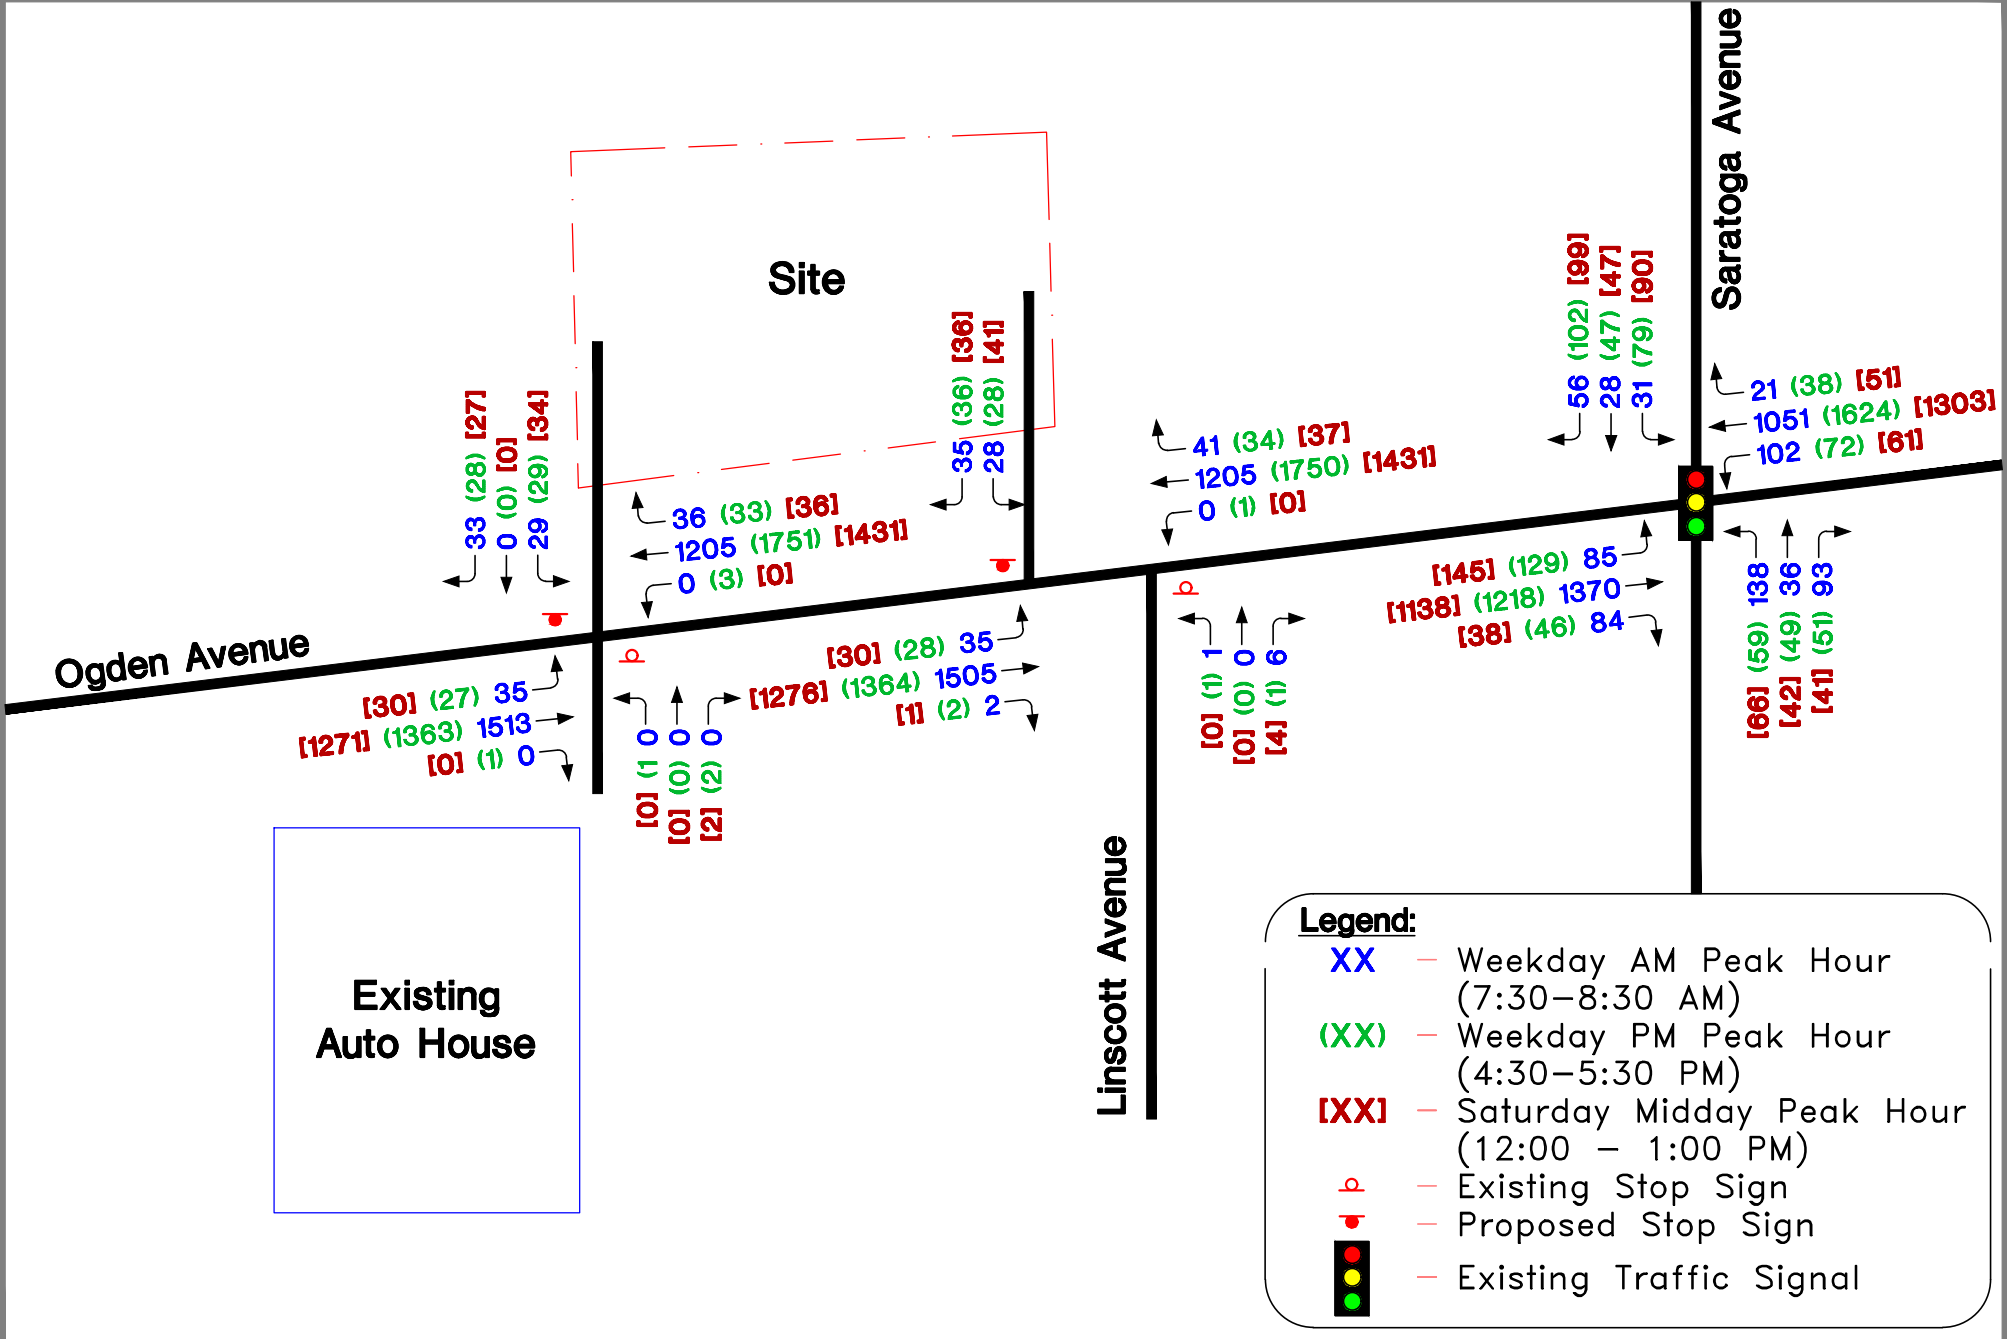 Saratoga Avenue
Site
56 (102) [99]
28 (47) [47]
31 (79) [90]
21 (38) [51]
1051 (1624) [1303]
102 (72) [61]
35 (36) [36]
28 (28) [41]
33 (28) [27]
0 (0) [0]
29 (29) [34]
41 (34) [37]
1205 (1750) [1431]
0 (1) [0]
36 (33) [36]
1205 (1751) [1431]
0 (3) [0]
[145] (129) 85
[1138] (1218) 1370
[38] (46) 84
[66] (59) 138
[42] (49) 36
[41] (51) 93
Ogden Avenue
[30] (28) 35
[1276] (1364) 1505
[1] (2) 2
[0] (1) 1
[0] (0) 0
[4] (1) 6
[30] (27) 35
[1271] (1363) 1513
[0] (1) 0
[0] (1 0
[0] (0) 0
[2] (2) 0
Linscott Avenue
Existing
Auto House
Legend:
XX – Weekday AM Peak Hour
(7:30–8:30 AM)
(XX) – Weekday PM Peak Hour
(4:30–5:30 PM)
[XX] – Saturday Midday Peak Hour
(12:00 – 1:00 PM)
– Existing Stop Sign
– Proposed Stop Sign
– Existing Traffic Signal